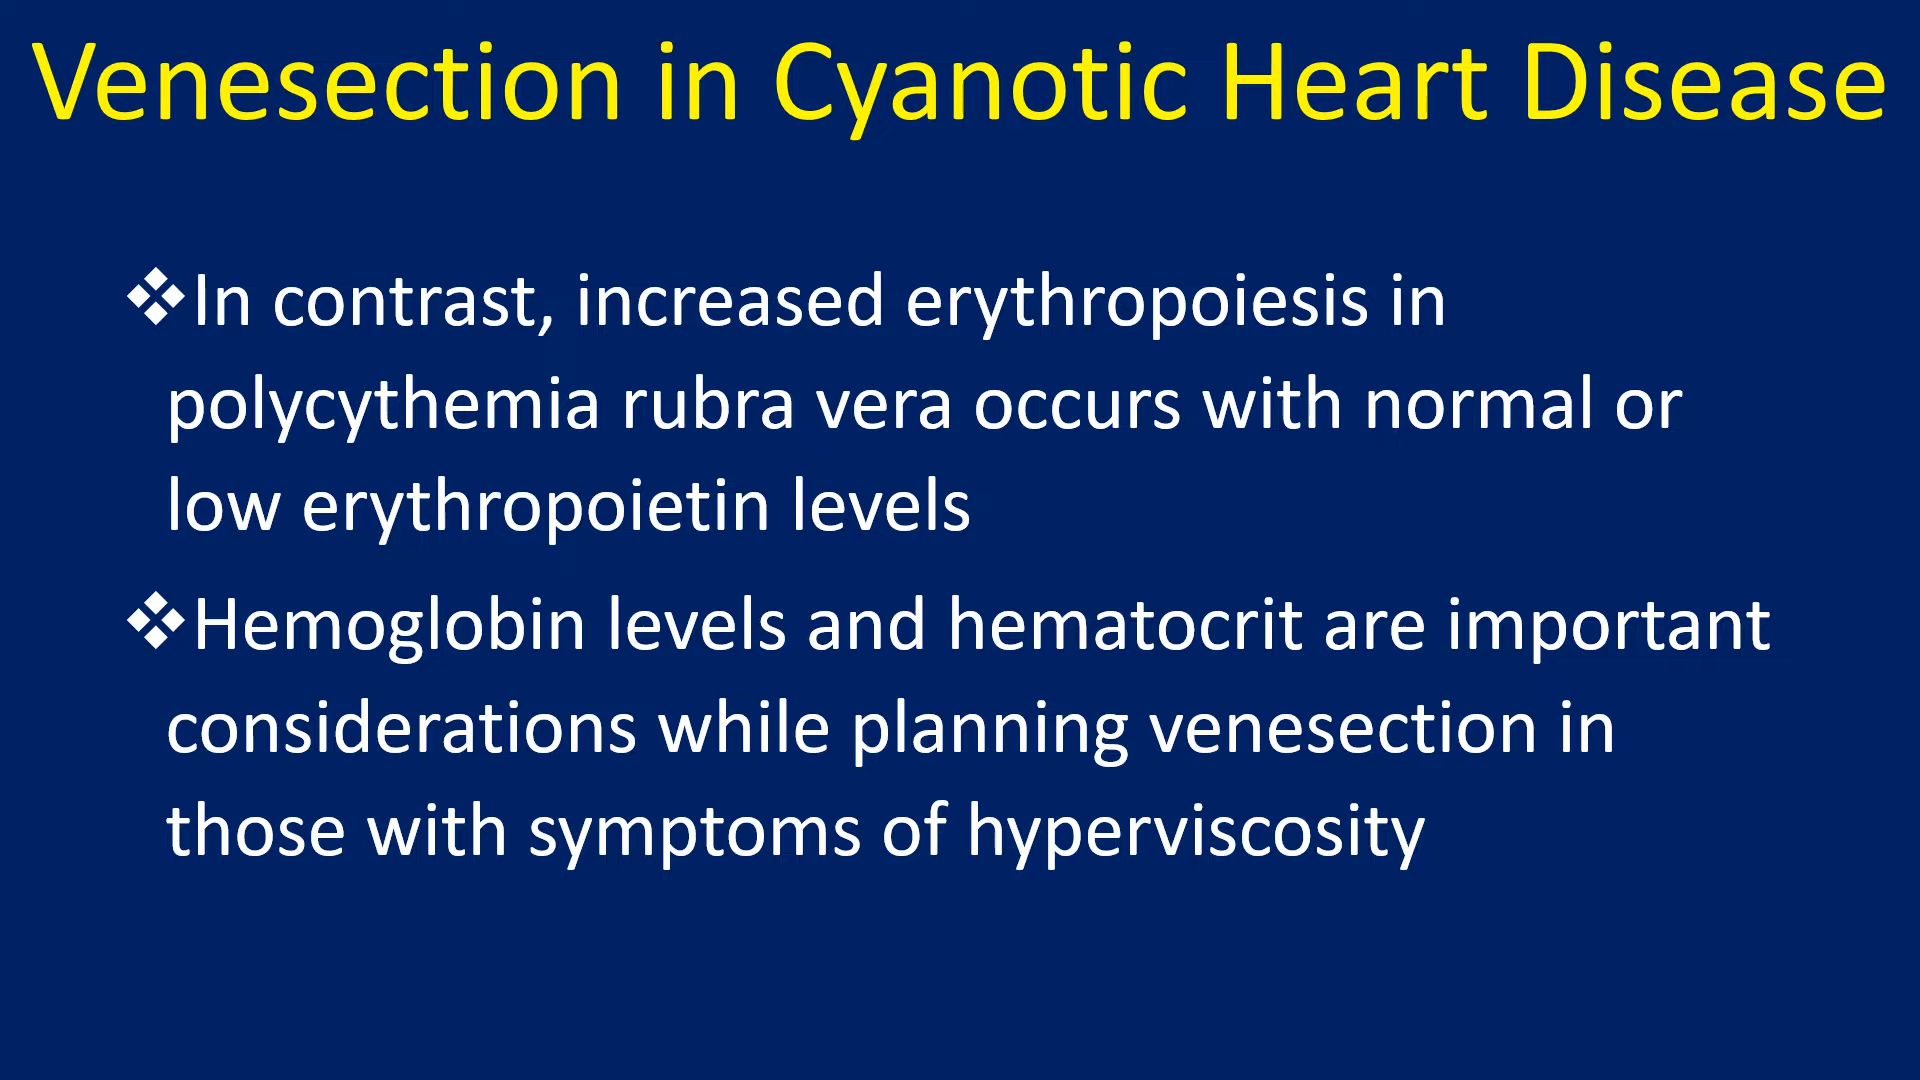 Venesection in Cyanotic Heart Disease
❖In contrast, increased erythropoiesis in
polycythemia rubra vera occurs with normal or
low erythropoietin levels
❖Hemoglobin levels and hematocrit are important
considerations while planning venesection in
those with symptoms of hyperviscosity